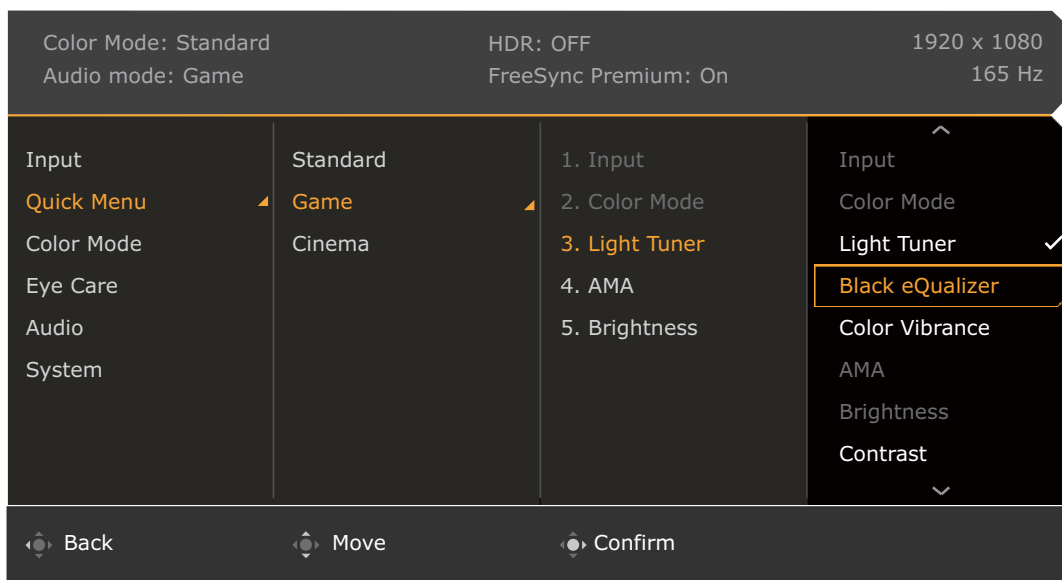 Color Mode: Standard
Audio mode: Game
HDR: OFF
FreeSync Premium: On
1920 x 1080
165 Hz
Input
Quick Menu
Color Mode
Eye Care
Audio
System
Standard
Game
Cinema
1. Input
2. Color Mode
3. Light Tuner
4. AMA
5. Brightness
Input
Color Mode
Light Tuner
Black eQualizer
Color Vibrance
AMA
Brightness
Contrast
Back
Move
Confirm